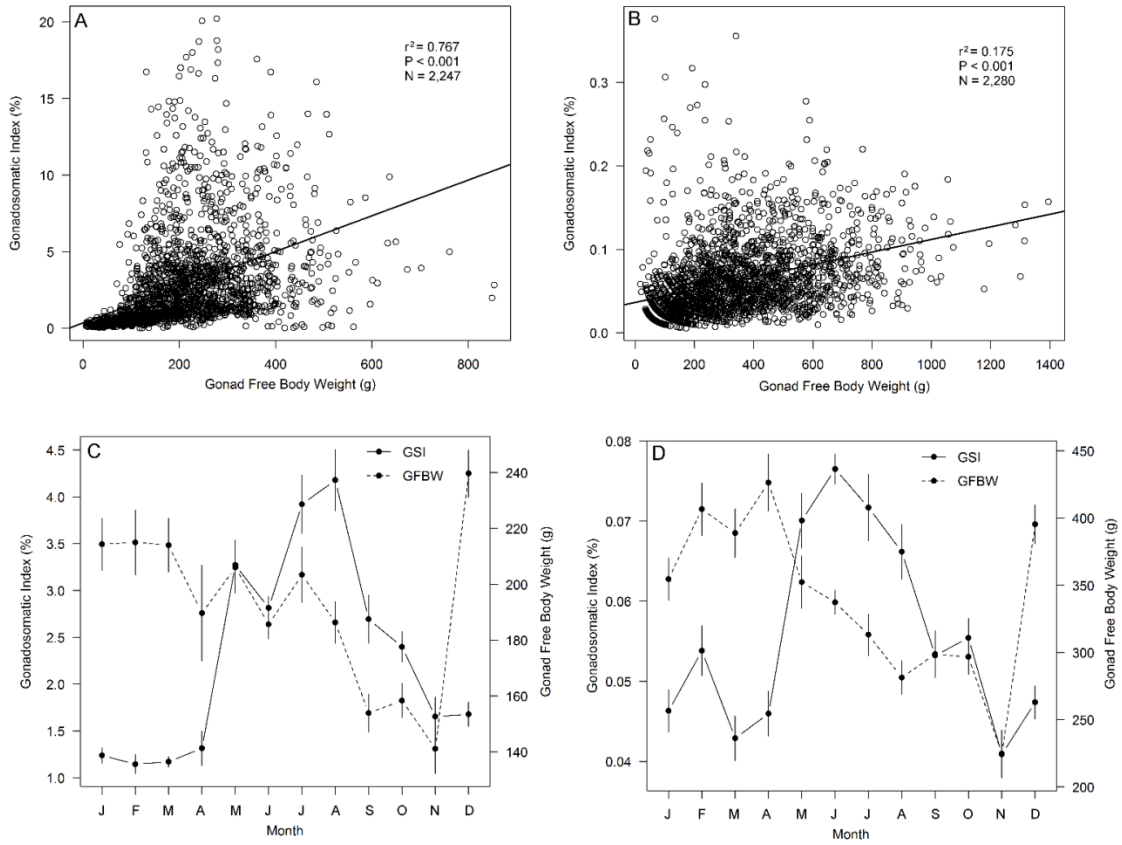 A
r² = 0.767
P < 0.001
N = 2,247
20
15
10
5
0
Gonadosomatic Index (%)
0 200 400 600 800
Gonad Free Body Weight (g)
B
r² = 0.175
P < 0.001
N = 2,280
0.3
0.2
0.1
0.0
Gonadosomatic Index (%)
0 200 400 600 800 1000 1200 1400
Gonad Free Body Weight (g)
C
GSI
GFBW
4.5
4.0
3.5
3.0
2.5
2.0
1.5
1.0
Gonadosomatic Index (%)
240
220
200
180
160
140
Gonad Free Body Weight (g)
J F M A M J J A S O N D
Month
D
GSI
GFBW
0.08
0.07
0.06
0.05
0.04
Gonadosomatic Index (%)
450
400
350
300
250
200
Gonad Free Body Weight (g)
J F M A M J J A S O N D
Month